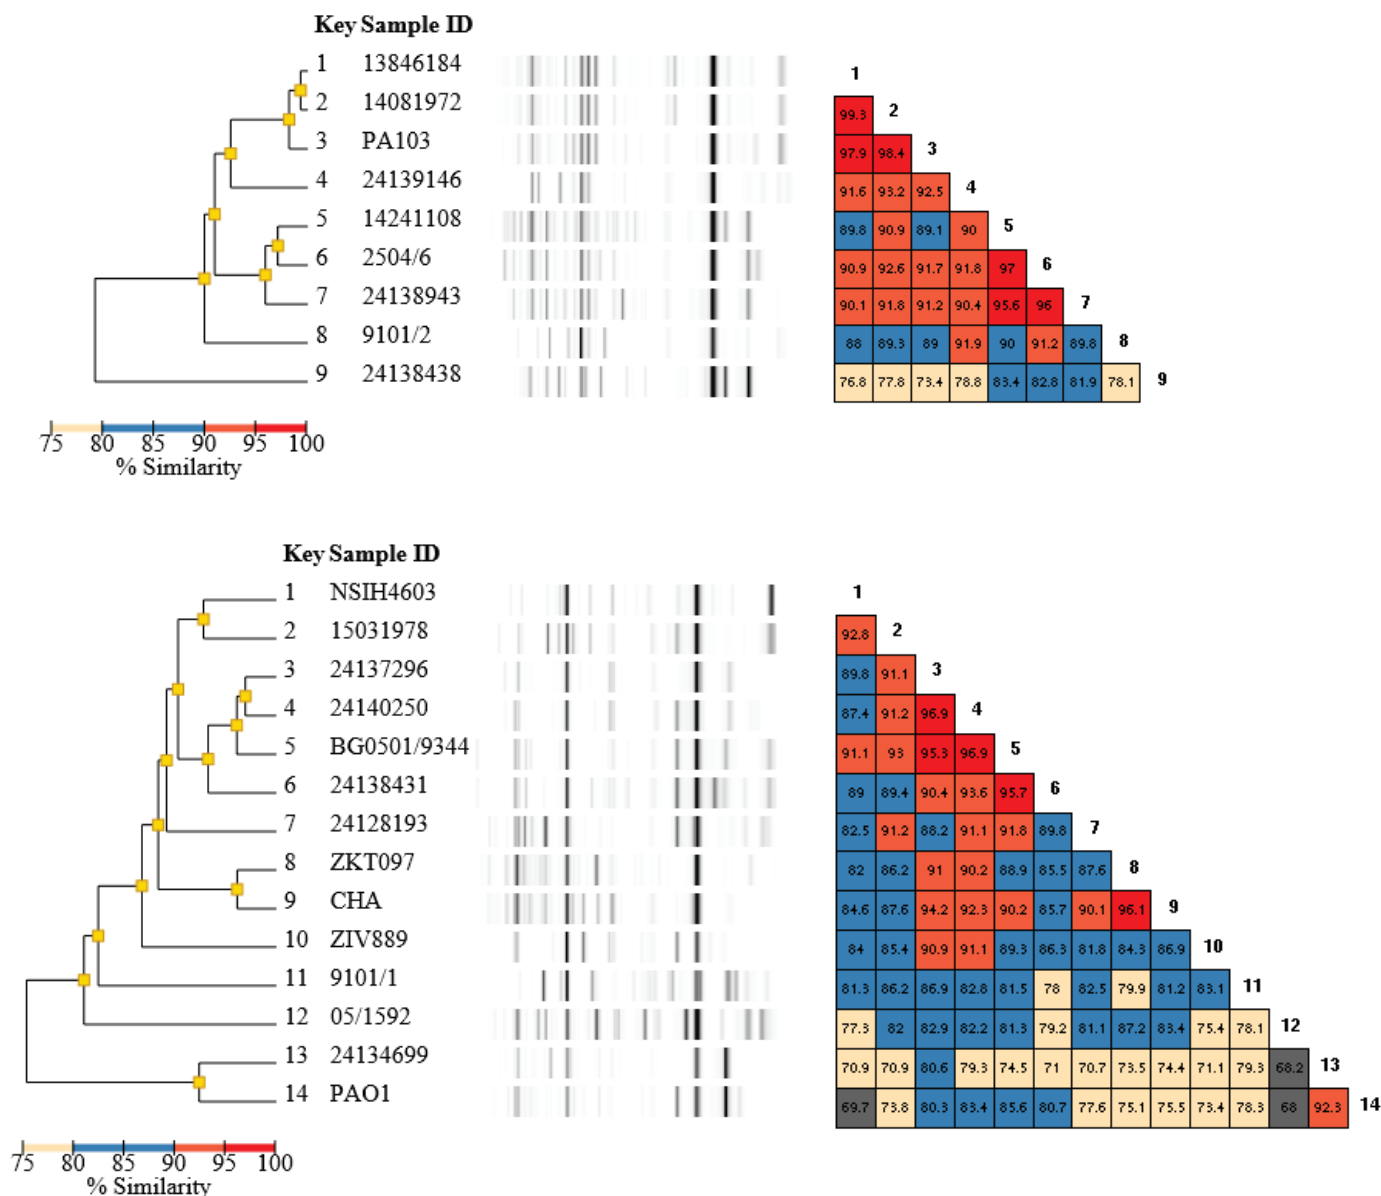 Key Sample ID
1 13846184
2 14081972
3 PA103
4 24139146
5 14241108
6 2504/6
7 24138943
8 9101/2
9 24138438
75 80 85 90 95 100
% Similarity
1
99.3 2
97.9 98.4 3
91.6 93.2 92.5 4
89.8 90.9 89.1 90 5
90.9 92.6 91.7 91.8 97 6
90.1 91.8 91.2 90.4 95.6 96 7
88 89.3 89 91.9 90 91.2 89.8 8
76.8 77.8 73.4 78.8 83.4 82.8 81.9 78.1 9
Key Sample ID
1 NSIH4603
2 15031978
3 24137296
4 24140250
5 BG0501/9344
6 24138431
7 24128193
8 ZKT097
9 CHA
10 ZIV889
11 9101/1
12 05/1592
13 24134699
14 PAO1
75 80 85 90 95 100
% Similarity
1
92.8 2
89.8 91.1 3
87.4 91.2 96.9 4
91.1 93 95.3 96.9 5
89 89.4 90.4 93.6 95.7 6
82.5 91.2 88.2 91.1 91.8 89.8 7
82 86.2 91 90.2 88.9 85.5 87.6 8
84.6 87.6 94.2 92.3 90.2 85.7 90.1 96.1 9
84 85.4 90.9 91.1 89.3 86.3 81.8 84.3 86.9 10
81.3 86.2 86.9 82.8 81.5 78 82.5 79.9 81.2 83.1 11
77.3 82 82.9 82.2 81.3 79.2 81.1 87.2 83.4 75.4 78.1 12
70.9 70.9 80.6 79.3 74.5 71 70.7 73.5 74.4 71.1 79.3 68.2 13
69.7 73.8 80.3 83.4 85.6 80.7 77.6 75.1 75.5 73.4 78.3 68 92.3 14